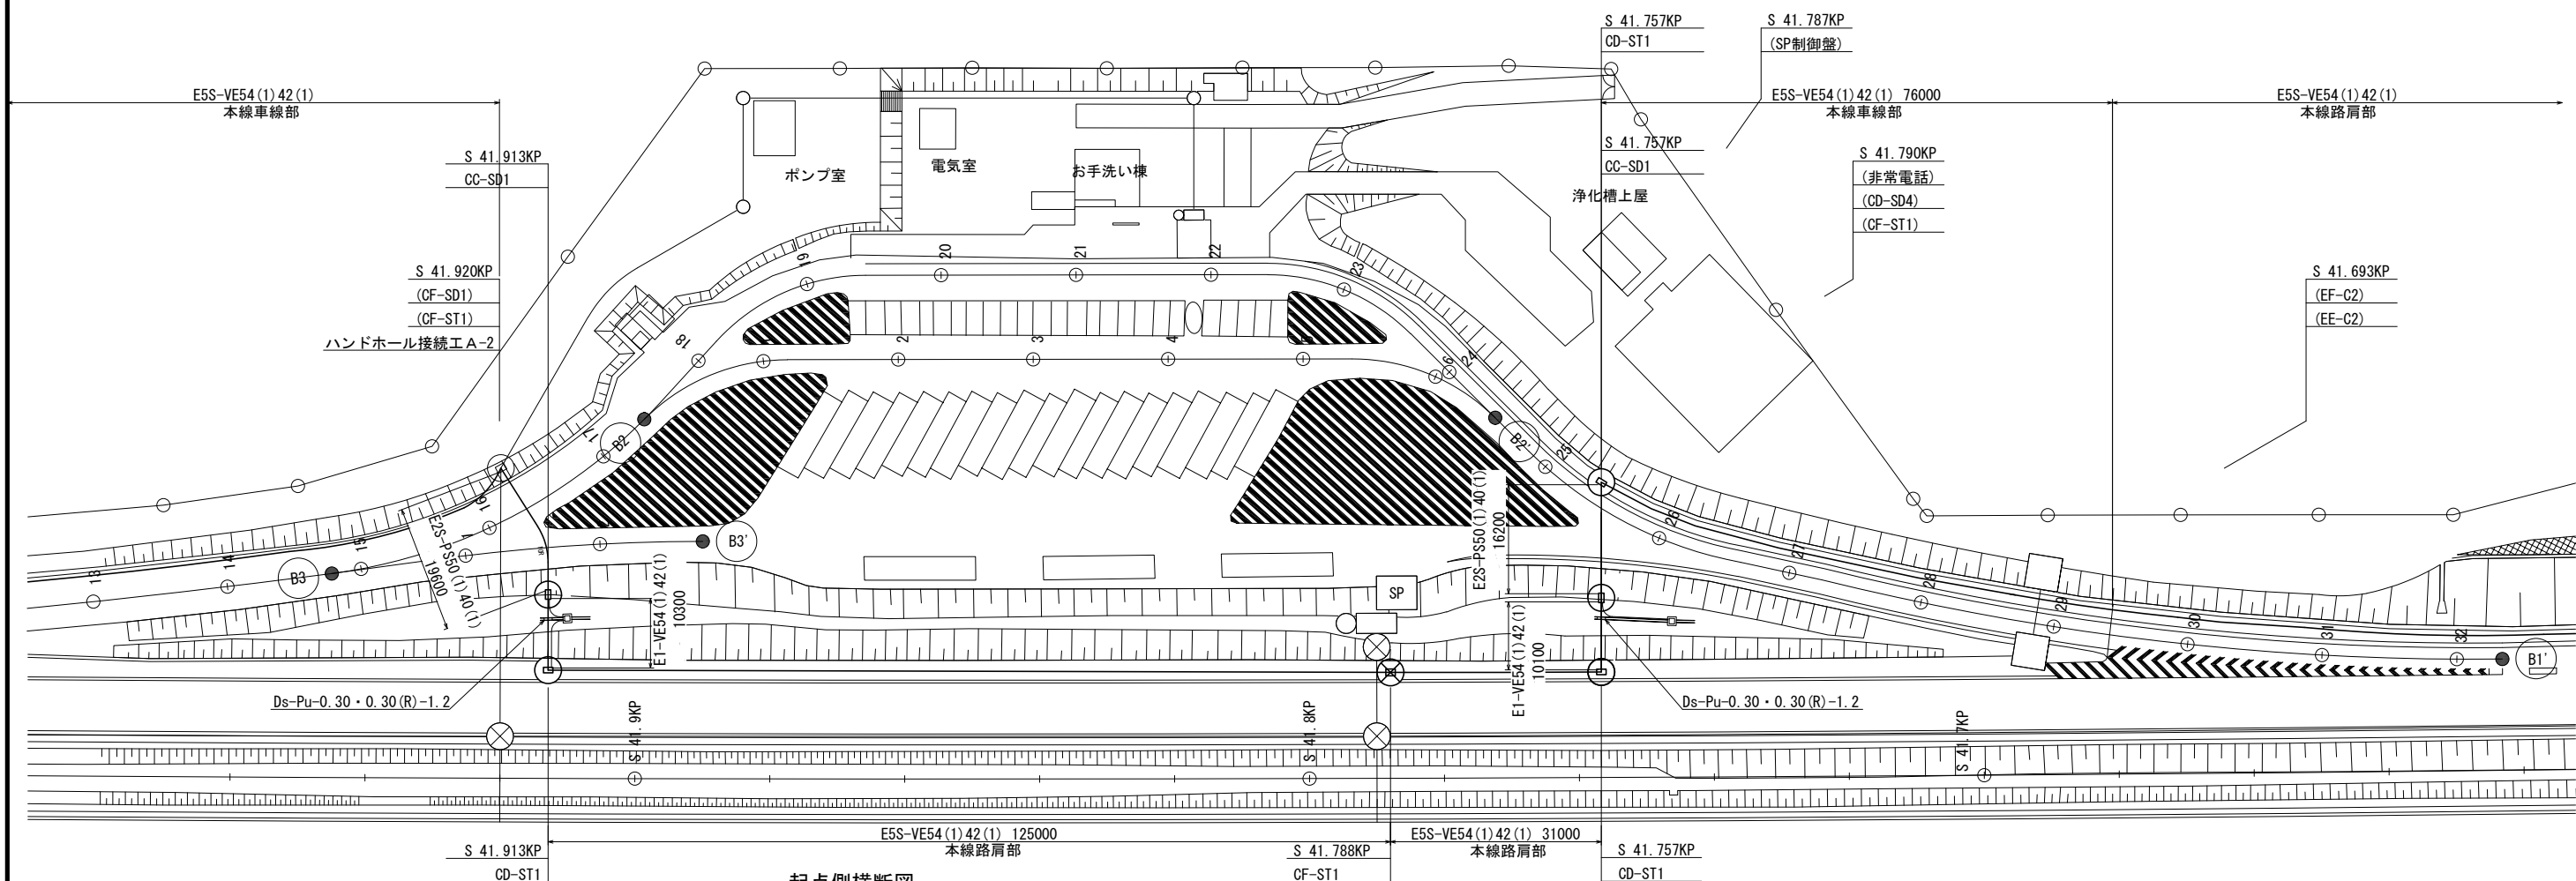 S 41.757KP
CD-ST1
S 41.787KP
(SP制御盤)
E5S-VE54(1)42(1)
本線車線部
E5S-VE54(1)42(1) 76000
本線車線部
E5S-VE54(1)42(1)
本線路肩部
S 41.913KP
CC-SD1
ポンプ室
電気室
お手洗い棟
S 41.757KP
CC-SD1
浄化槽上屋
S 41.790KP
(非常電話)
(CD-SD4)
(CF-ST1)
S 41.920KP
(CF-SD1)
(CF-ST1)
ハンドホール接続工A-2
S 41.693KP
(EF-C2)
(EE-C2)
19
20
21
22
23
18
1
2
3
4
5
6
24
17
B2
B2'
25
16
E2S-PS50(1)40(1)
19600
E2S-PS50(1)40(1)
16200
26
13
14
15
1
B3
B3'
27
28
29
30
31
32
B1'
E1-VE54(1)42(1)
10300
SP
E1-VE54(1)42(1)
10100
Ds-Pu-0.30・0.30(R)-1.2
Ds-Pu-0.30・0.30(R)-1.2
S 41.9KP
S 41.8KP
S 41.7KP
E5S-VE54(1)42(1) 125000
本線路肩部
E5S-VE54(1)42(1) 31000
本線路肩部
S 41.913KP
CD-ST1
S 41.788KP
CF-ST1
S 41.757KP
CD-ST1
起点側横断図